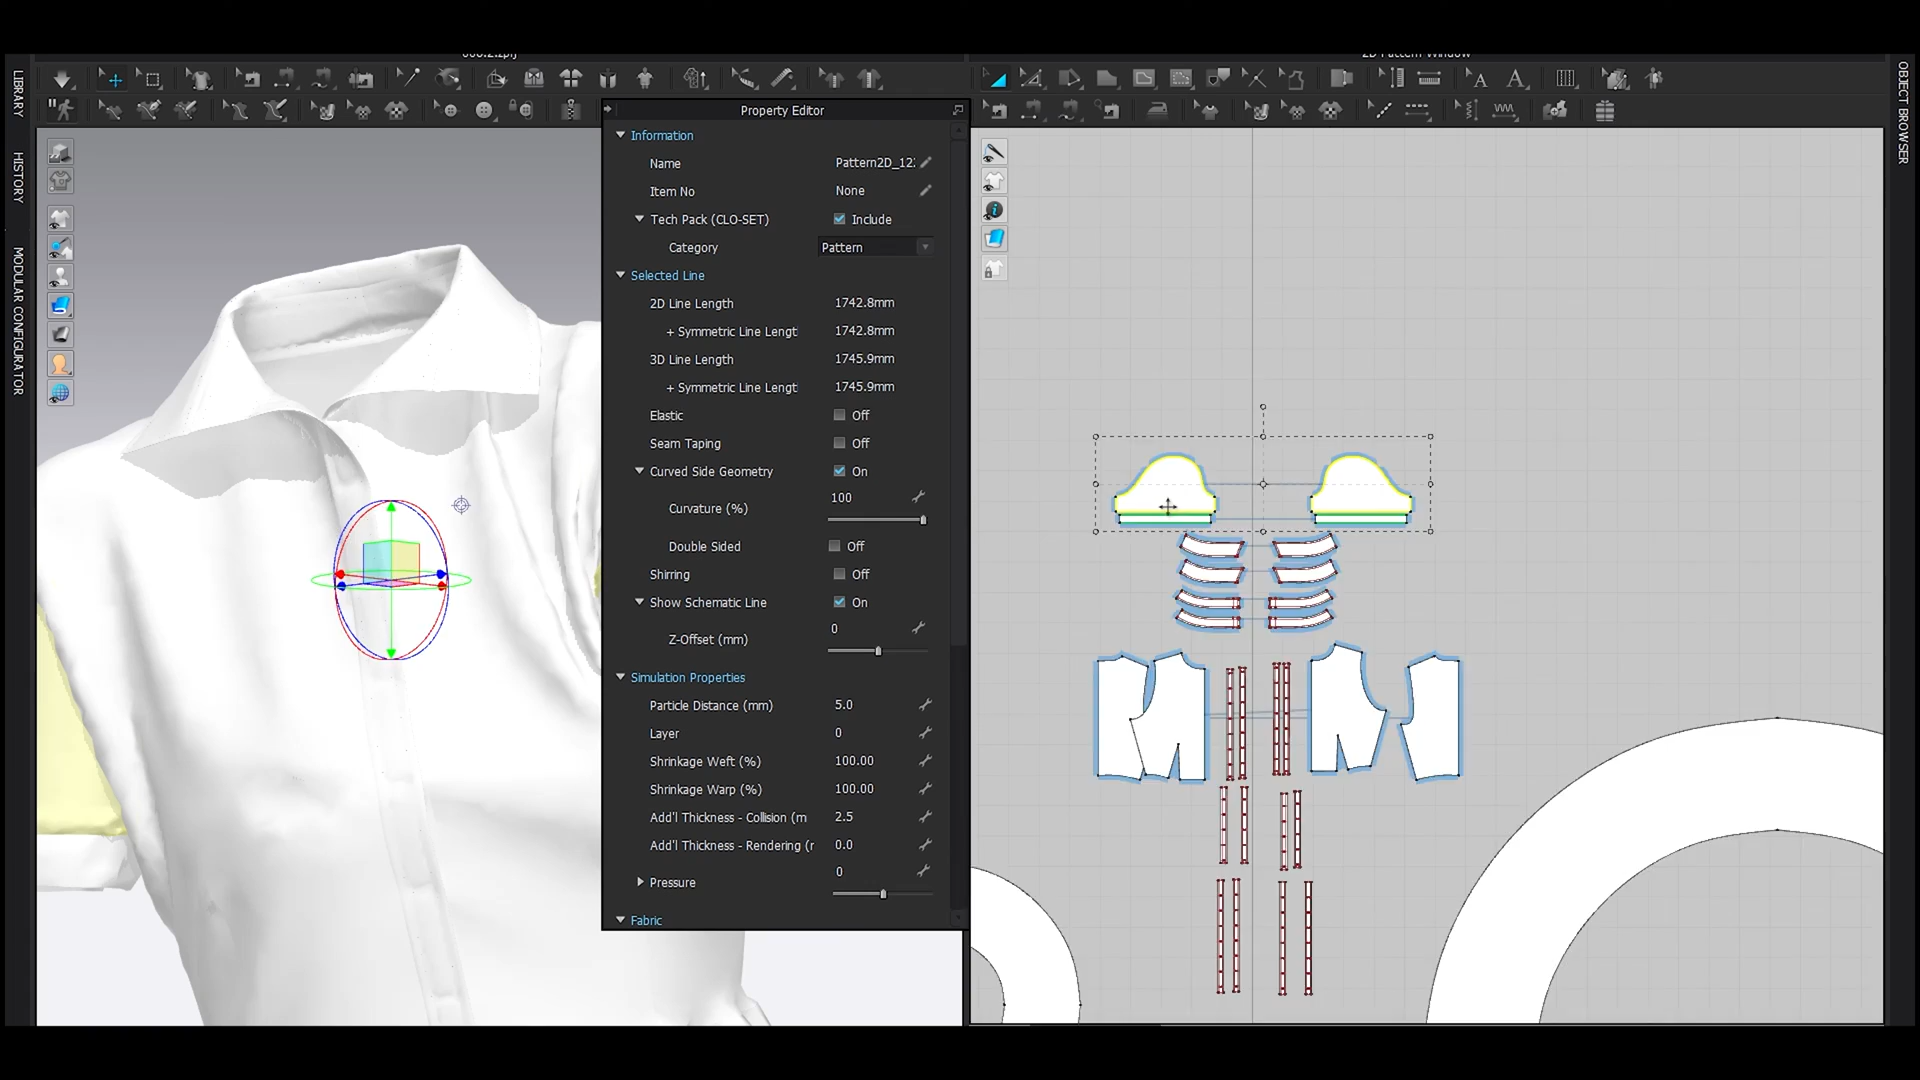 2D Pattern Window
LIBRARY
HISTORY
MODULAR CONFIGURATOR
Property Editor
Information
Name Pattern2D_12
Item No None
Tech Pack (CLO-SET) Include
Category Pattern
Selected Line
2D Line Length 1742.8mm
+ Symmetric Line Lengt 1742.8mm
3D Line Length 1745.9mm
+ Symmetric Line Lengt 1745.9mm
Elastic Off
Seam Taping Off
Curved Side Geometry On
Curvature (%) 100
Double Sided Off
Shirring Off
Show Schematic Line On
Z-Offset (mm) 0
Simulation Properties
Particle Distance (mm) 5.0
Layer 0
Shrinkage Weft (%) 100.00
Shrinkage Warp (%) 100.00
Add'l Thickness - Collision (m 2.5
Add'l Thickness - Rendering (r 0.0
Pressure 0
Fabric
OBJECT BROWSER